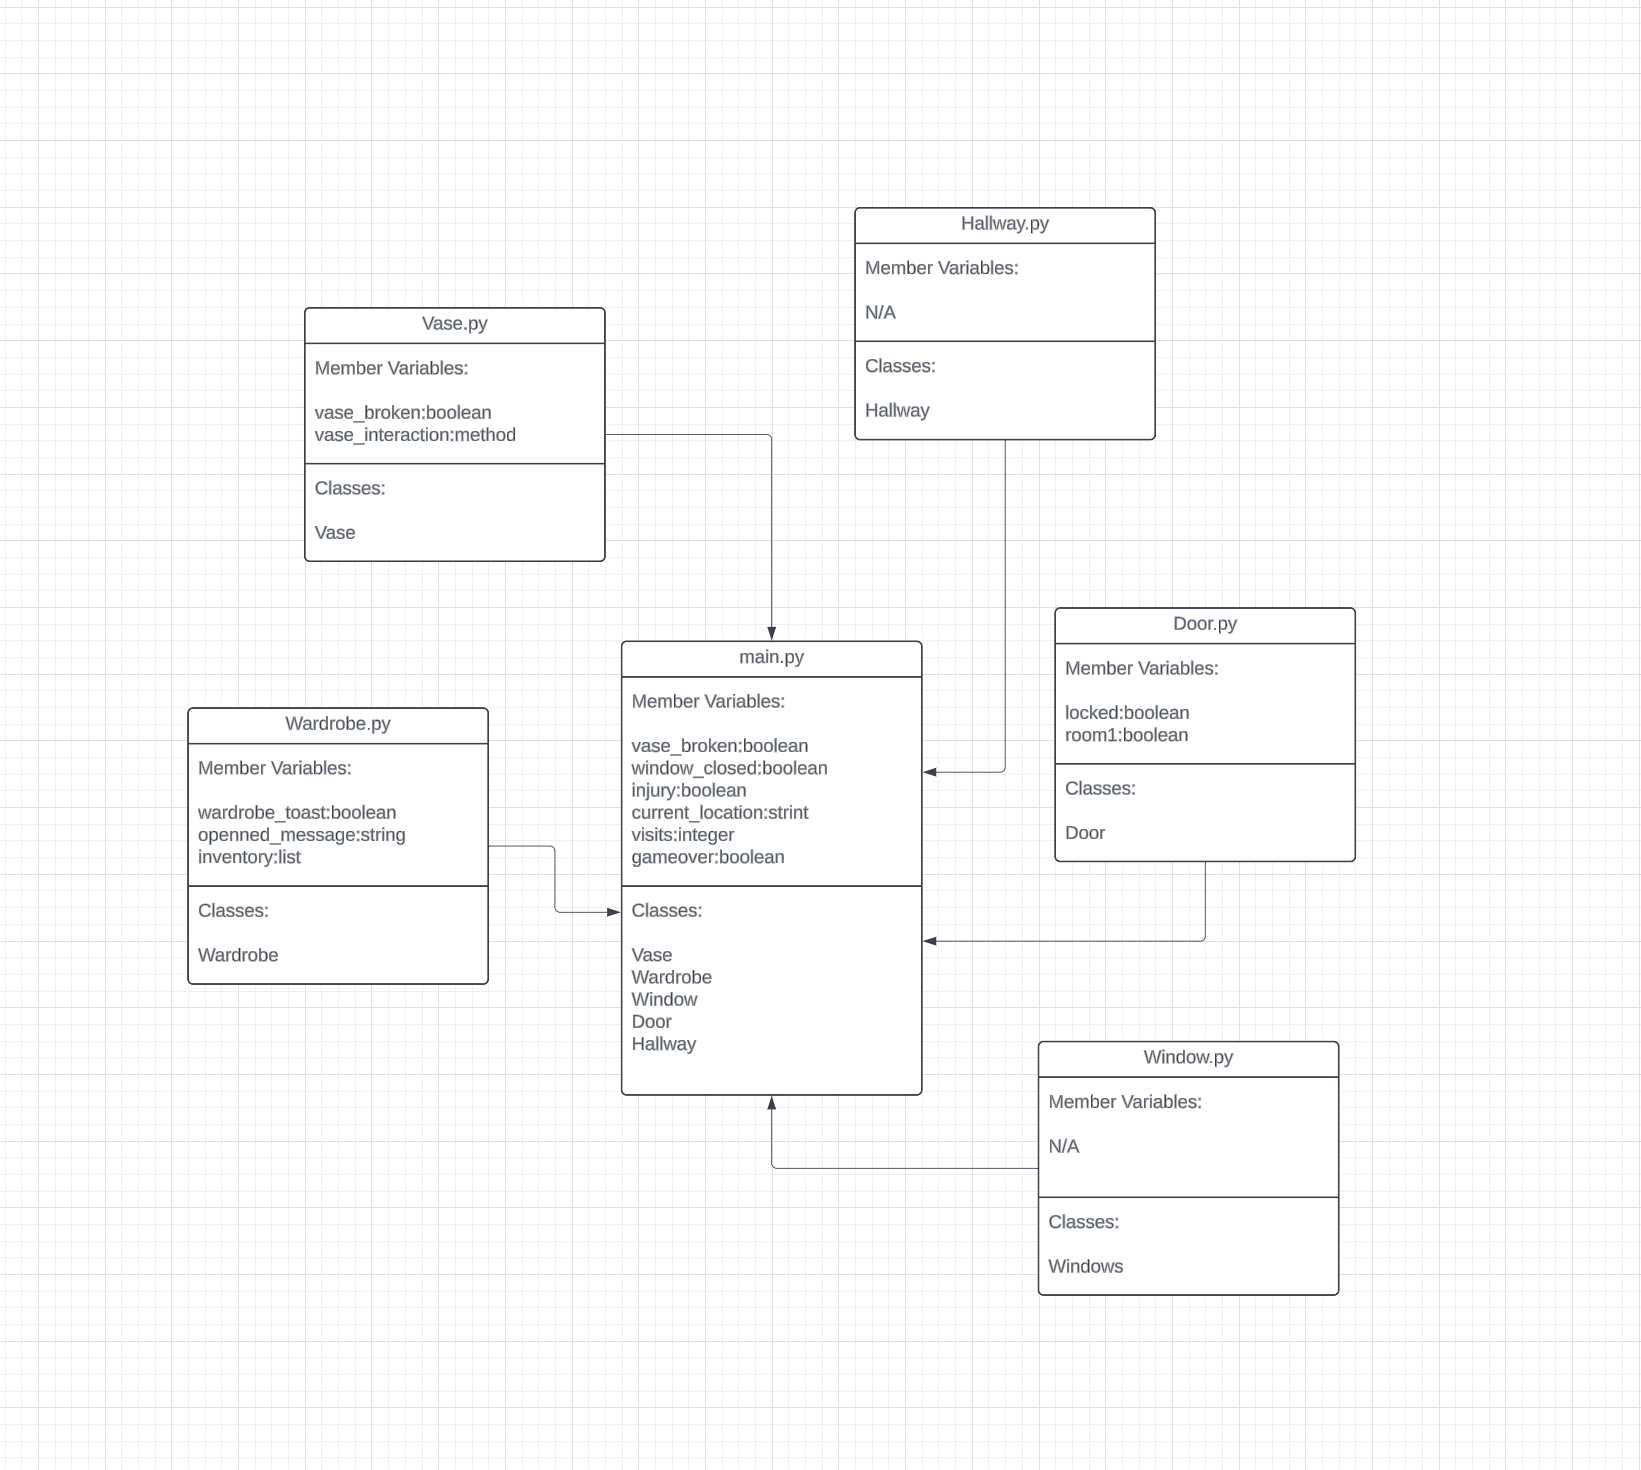 Hallway.py
Member Variables:
N/A
Classes:
Hallway
Vase.py
Member Variables:
vase_broken:boolean
vase_interaction:method
Classes:
Vase
Door.py
Member Variables:
locked:boolean
room1:boolean
Classes:
Door
main.py
Member Variables:
vase_broken:boolean
window_closed:boolean
injury:boolean
current_location:strint
visits:integer
gameover:boolean
Classes:
Vase
Wardrobe
Window
Door
Hallway
Wardrobe.py
Member Variables:
wardrobe_toast:boolean
openned_message:string
inventory:list
Classes:
Wardrobe
Window.py
Member Variables:
N/A
Classes:
Windows